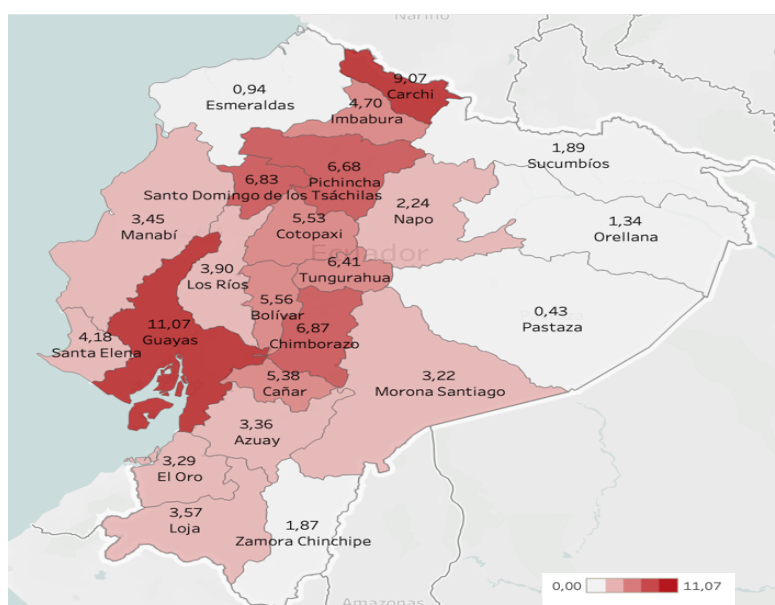 Nariño
9,07
Carchi
0,94
Esmeraldas
4,70
Imbabura
1,89
Sucumbíos
6,68
Pichincha
6,83
Santo Domingo de los Tsáchilas
2,24
Napo
3,45
Manabí
5,53
Cotopaxi
1,34
Orellana
Ecuador
6,41
Tungurahua
3,90
Los Ríos
5,56
Bolívar
0,43
Pastaza
11,07
Guayas
6,87
Chimborazo
4,18
Santa Elena
5,38
Cañar
3,22
Morona Santiago
3,36
Azuay
3,29
El Oro
3,57
Loja
1,87
Zamora Chinchipe
0,00 11,07
Amazonas